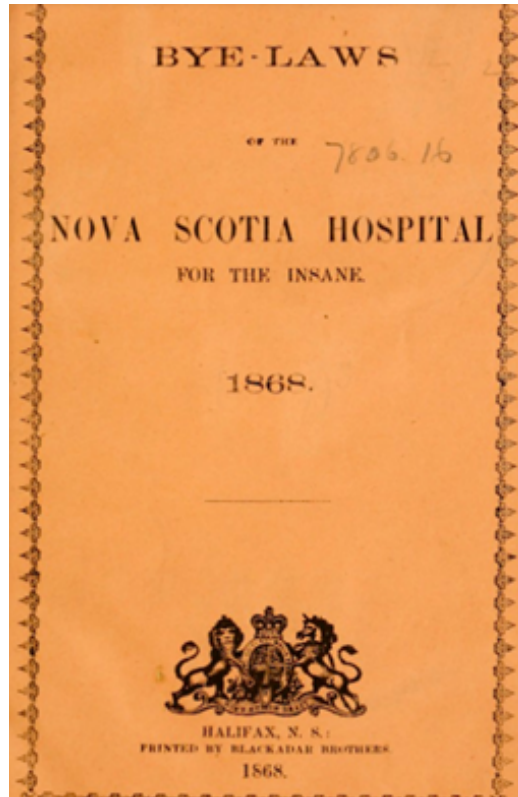 BYE-LAWS
OF THE
7806.16
NOVA SCOTIA HOSPITAL
FOR THE INSANE.
1868.
HALIFAX, N. S.:
PRINTED BY BLACKADAR BROTHERS.
1868.